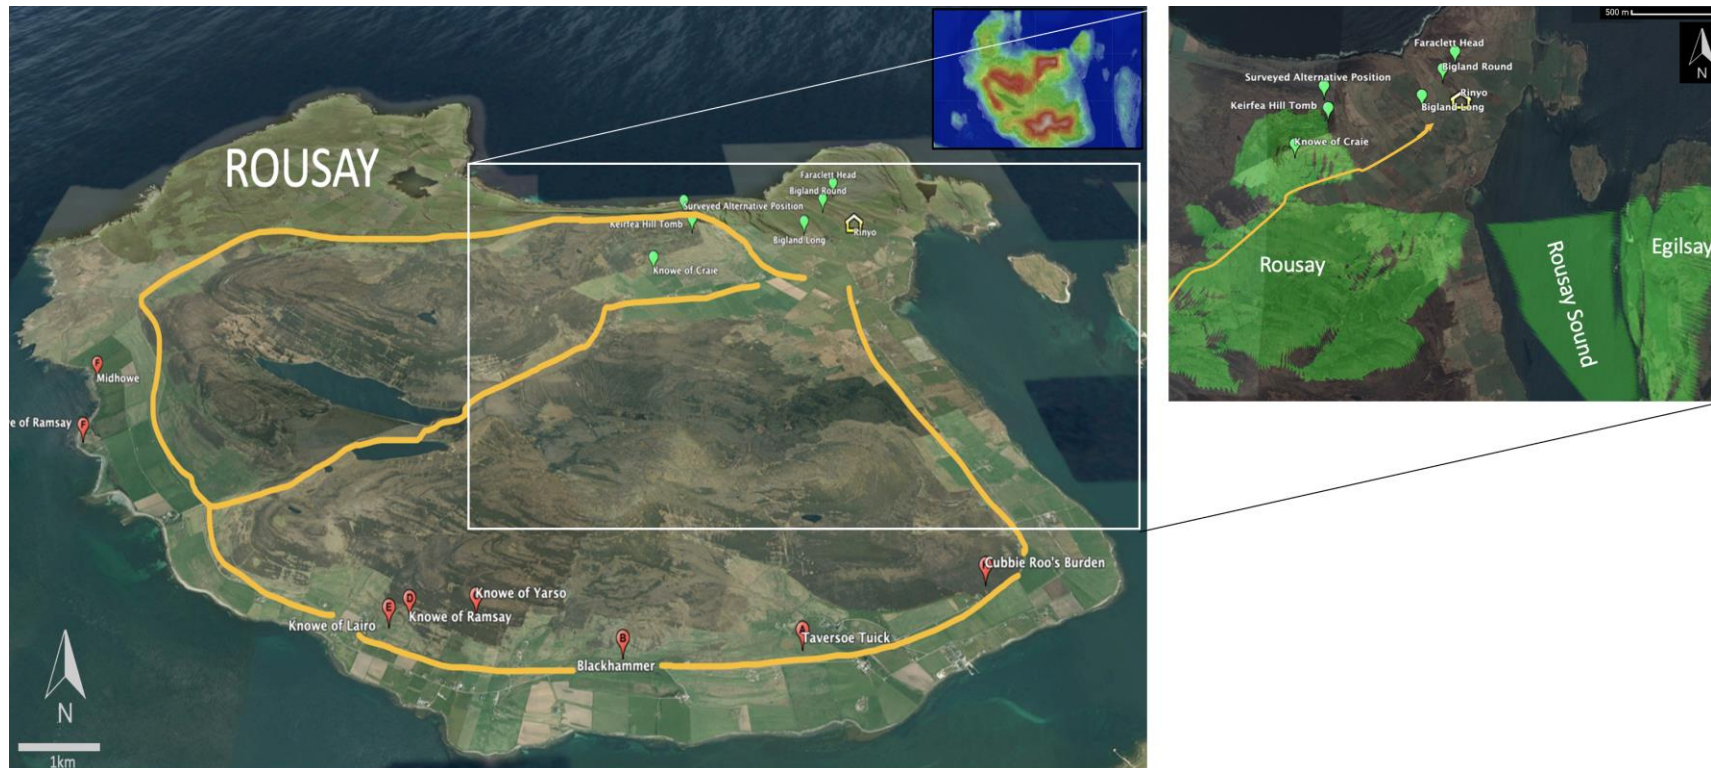 ROUSAY
Faraclett Head
Bigland Round
Surveyed Alternative Position
Keirfea Hill Tomb
Bigland Long
Rinyo
Knowe of Craie
F
Midhowe
ve of Ramsay
F
Cubbie Roo's Burden
Knowe of Yarso
D
E
Knowe of Ramsay
Knowe of Lairo
A
Taversoe Tuick
B
Blackhammer
N
1km
500 m
N
Faraclett Head
Bigland Round
Surveyed Alternative Position
Rinyo
Keirfea Hill Tomb
Bigland Long
Knowe of Craie
Rousay
Rousay Sound
Egilsay